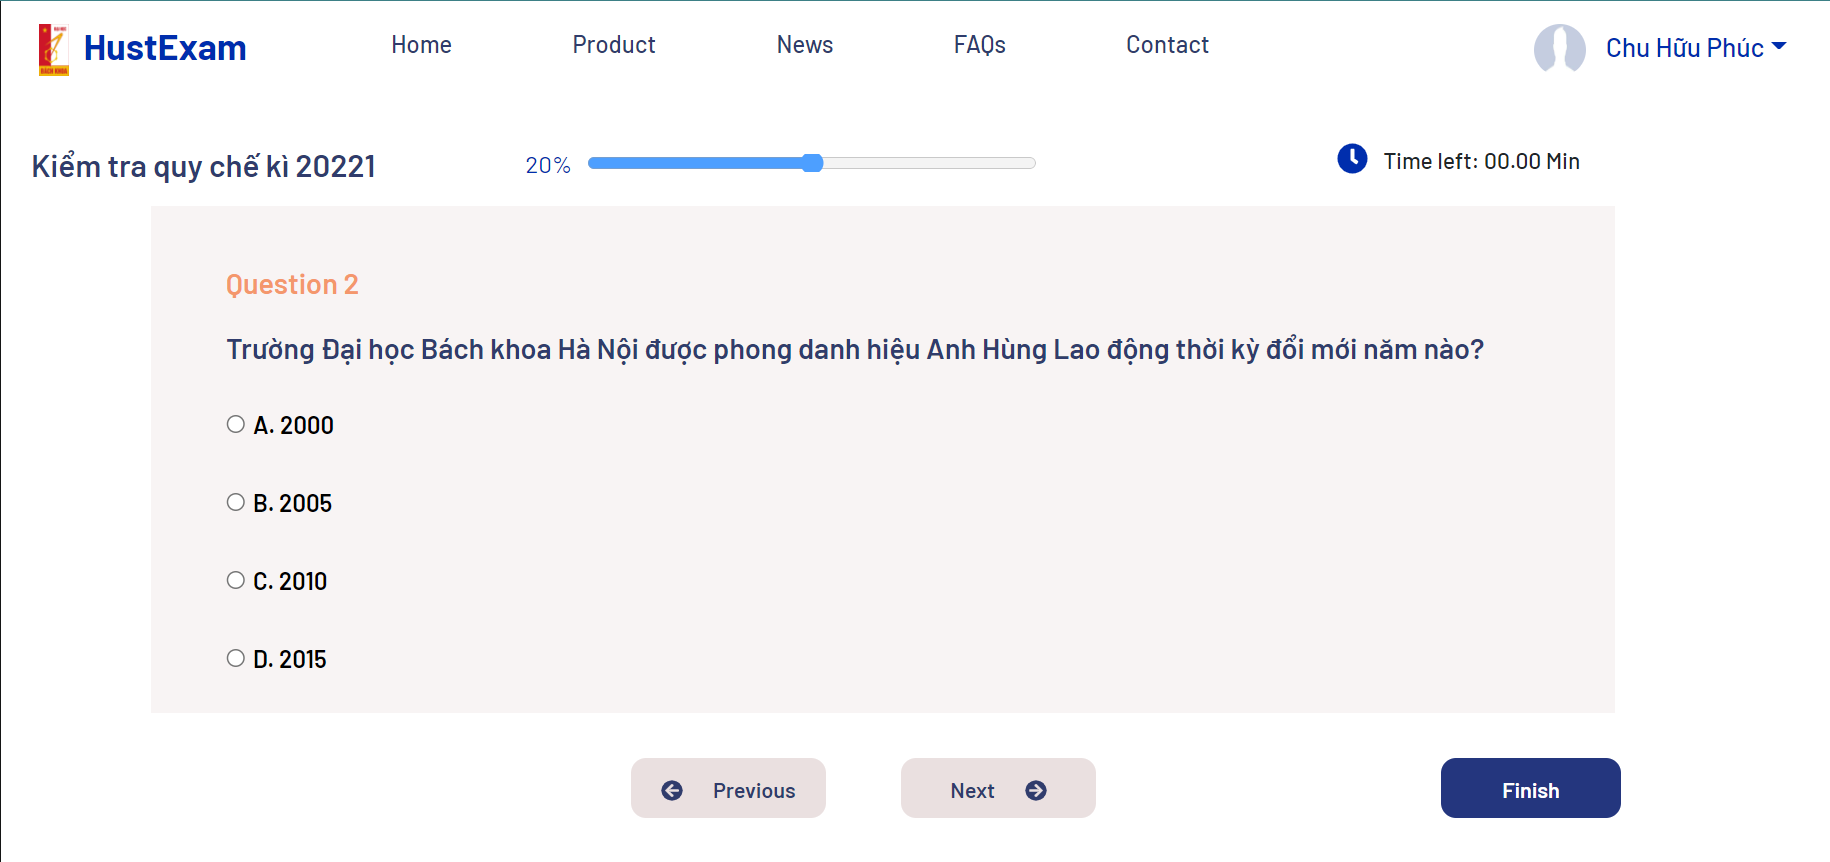 HustExam
Home
Product
News
FAQs
Contact
Chu Hữu Phúc
BÁCH KHOA
Kiểm tra quy chế kì 20221
20%
Time left: 00.00 Min
Question 2
Trường Đại học Bách khoa Hà Nội được phong danh hiệu Anh Hùng Lao động thời kỳ đổi mới năm nào?
A. 2000
B. 2005
C. 2010
D. 2015
Previous
Next
Finish